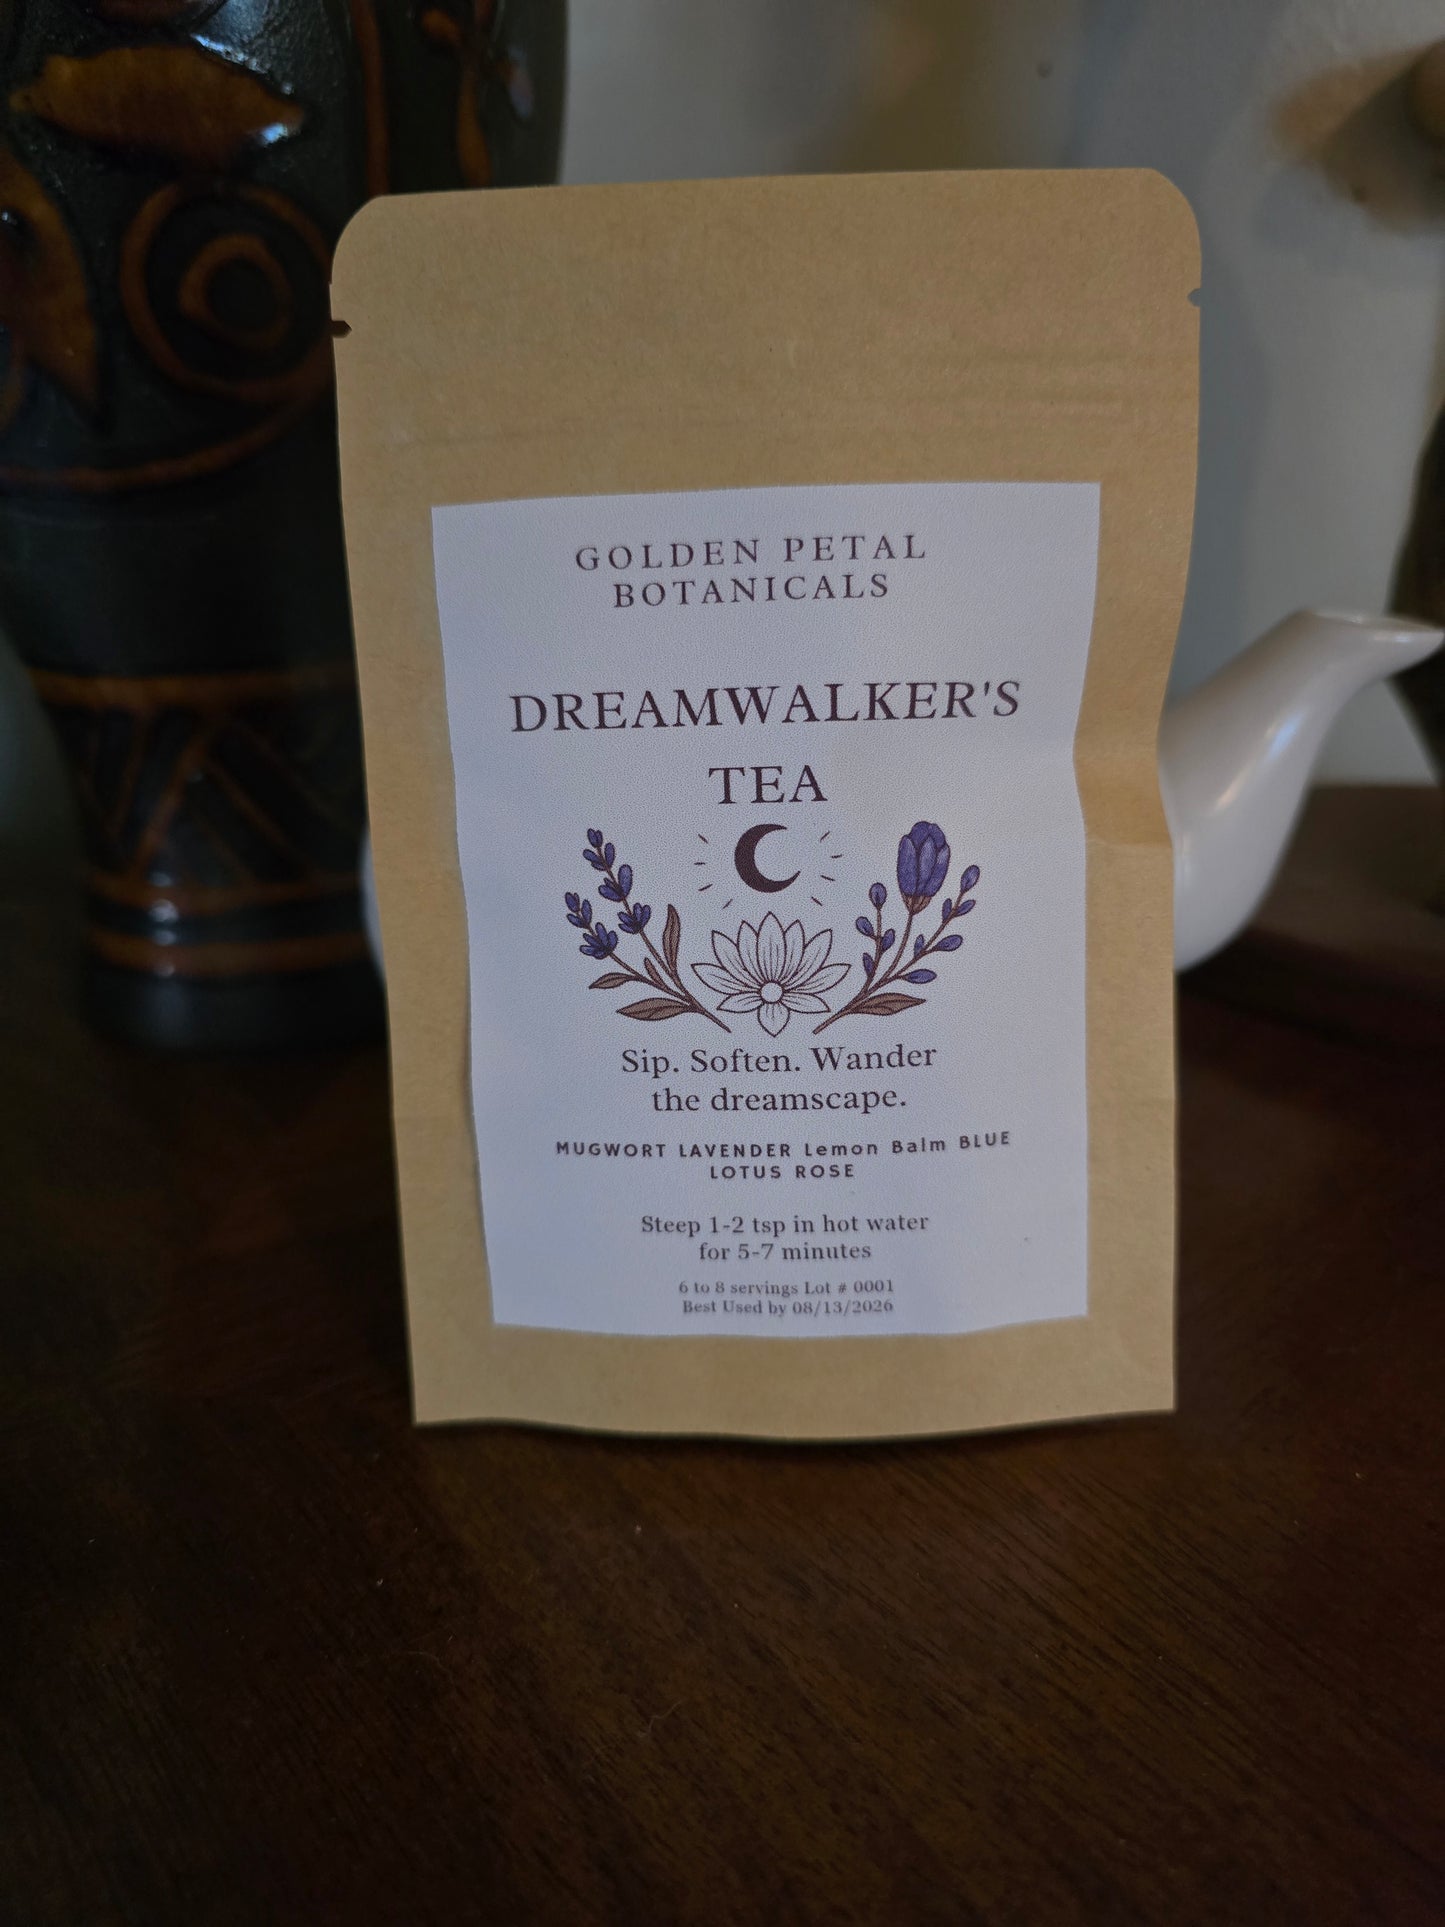 GOLDEN PETAL
BOTANICALS
DREAMWALKER'S
TEA
Sip. Soften. Wander
the dreamscape.
MUGWORT LAVENDER Lemon Balm BLUE
LOTUS ROSE
Steep 1-2 tsp in hot water
for 5-7 minutes
6 to 8 servings Lot # 0001
Best Used by 08/13/2026